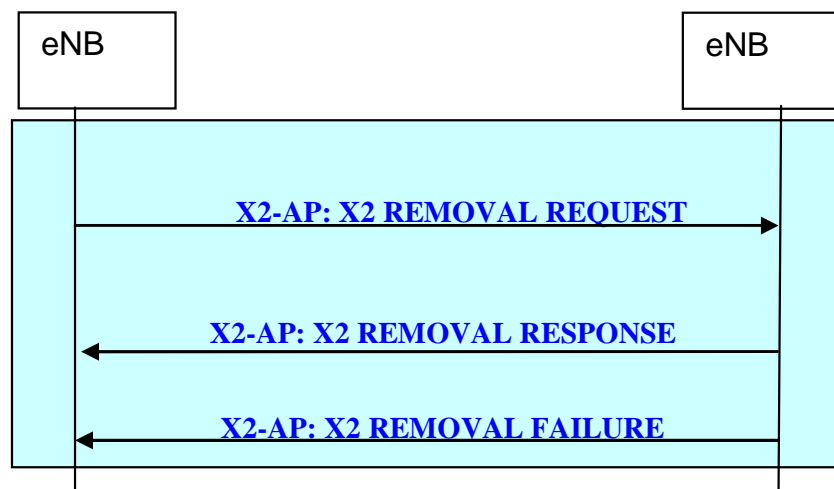 eNB
eNB
X2-AP: X2 REMOVAL REQUEST
X2-AP: X2 REMOVAL RESPONSE
X2-AP: X2 REMOVAL FAILURE